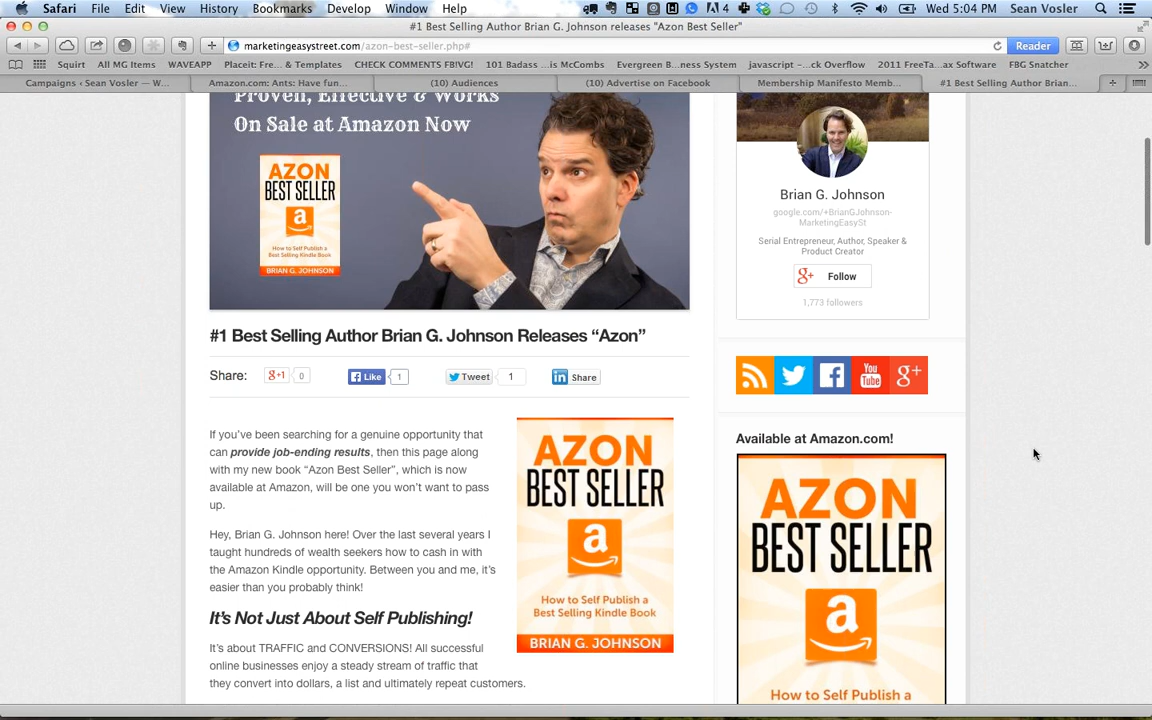 Safari File Edit View History Bookmarks Develop Window Help 4 Wed 5:04 PM Sean Vosler
#1 Best Selling Author Brian G. Johnson releases "Azon Best Seller"
marketingeasystreet.com/azon-best-seller.php# Reader
Squirt All MG Items WAVEAPP Placeit: Fre... & Templates CHECK COMMENTS FBIVG! 101 Badass ...is McCombs Evergreen B...ness System javascript -...ck Overflow 2011 FreeTa...ax Software FBG Snatcher
Campaigns ‹ Sean Vosler — W... Amazon.com: Ants: Have fun... (10) Audiences (10) Advertise on Facebook Membership Manifesto Memb... #1 Best Selling Author Brian...
Proven, Effective & Works
On Sale at Amazon Now
AZON
BEST SELLER
a
How to Self Publish a
Best Selling Kindle Book
BRIAN G. JOHNSON
#1 Best Selling Author Brian G. Johnson Releases “Azon”
Share: g+1 0 Like 1 Tweet 1 in Share
If you’ve been searching for a genuine opportunity that
can provide job-ending results, then this page along
with my new book “Azon Best Seller”, which is now
available at Amazon, will be one you won’t want to pass
up.
Hey, Brian G. Johnson here! Over the last several years I
taught hundreds of wealth seekers how to cash in with
the Amazon Kindle opportunity. Between you and me, it’s
easier than you probably think!
It’s Not Just About Self Publishing!
It’s about TRAFFIC and CONVERSIONS! All successful
online businesses enjoy a steady stream of traffic that
they convert into dollars, a list and ultimately repeat customers.
AZON
BEST SELLER
a
How to Self Publish a
Best Selling Kindle Book
BRIAN G. JOHNSON
Brian G. Johnson
google.com/+BrianGJohnson-
MarketingEasySt
Serial Entrepreneur, Author, Speaker &
Product Creator
g+ Follow
1,773 followers
You
Tube
g+
Available at Amazon.com!
AZON
BEST SELLER
a
How to Self Publish a